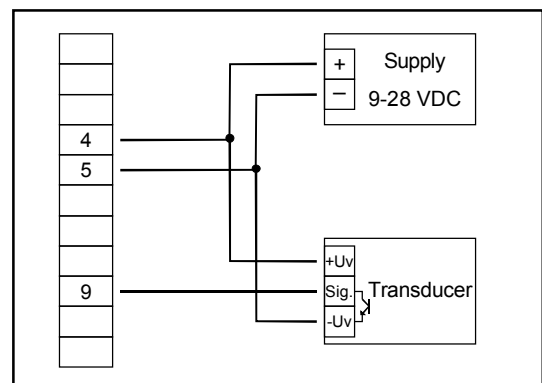 4
5
9
+ Supply
− 9-28 VDC
+Uv
Sig. Transducer
-Uv